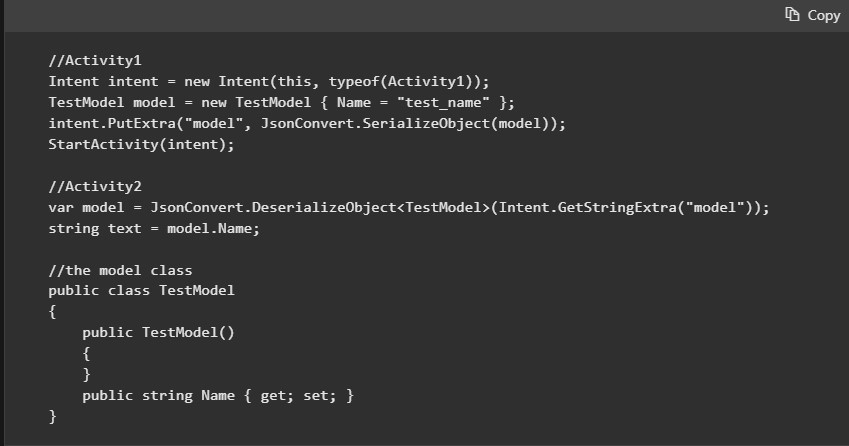 Copy
//Activity1
Intent intent = new Intent(this, typeof(Activity1));
TestModel model = new TestModel { Name = "test_name" };
intent.PutExtra("model", JsonConvert.SerializeObject(model));
StartActivity(intent);
//Activity2
var model = JsonConvert.DeserializeObject<TestModel>(Intent.GetStringExtra("model"));
string text = model.Name;
//the model class
public class TestModel
{
    public TestModel()
    {
    }
    public string Name { get; set; }
}